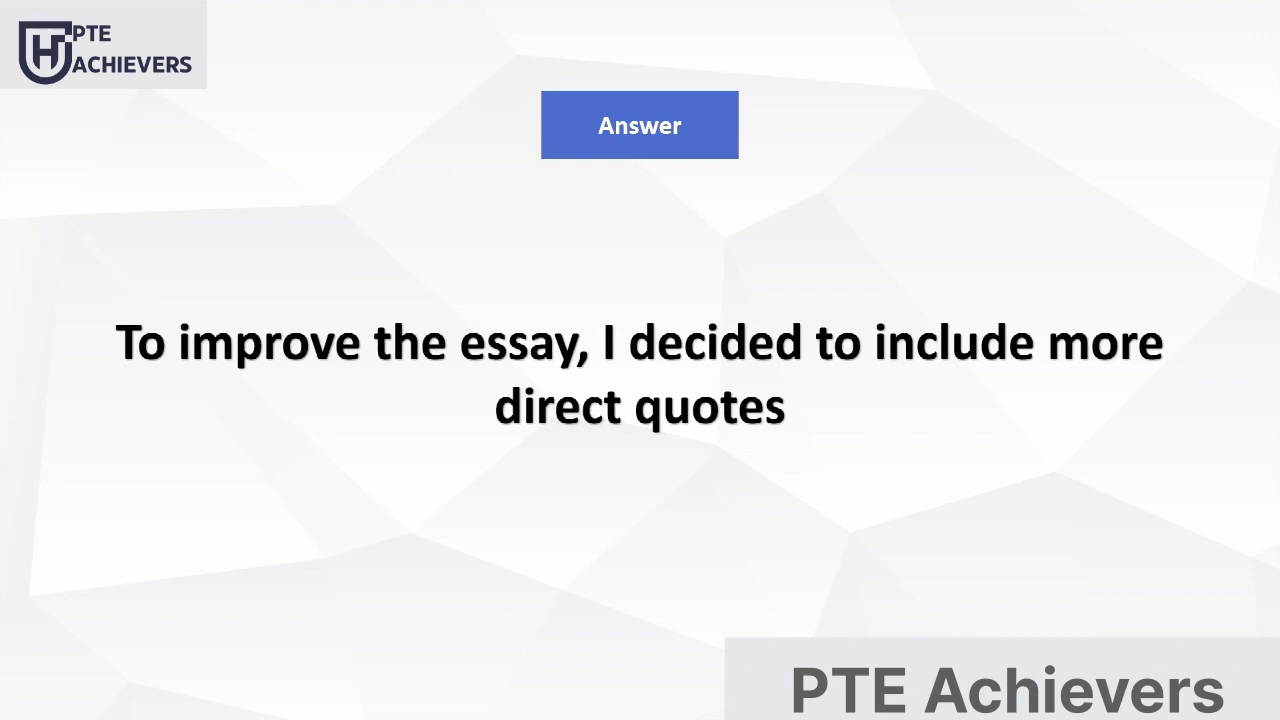 PTE
ACHIEVERS
Answer
To improve the essay, I decided to include more
direct quotes
PTE Achievers